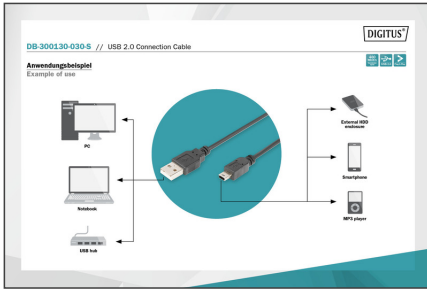 DIGITUS®
DB-300130-030-S // USB 2.0 Connection Cable
Anwendungsbeispiel
Example of use
PC
Notebook
USB hub
External HDD
enclosure
Smartphone
MP3 player